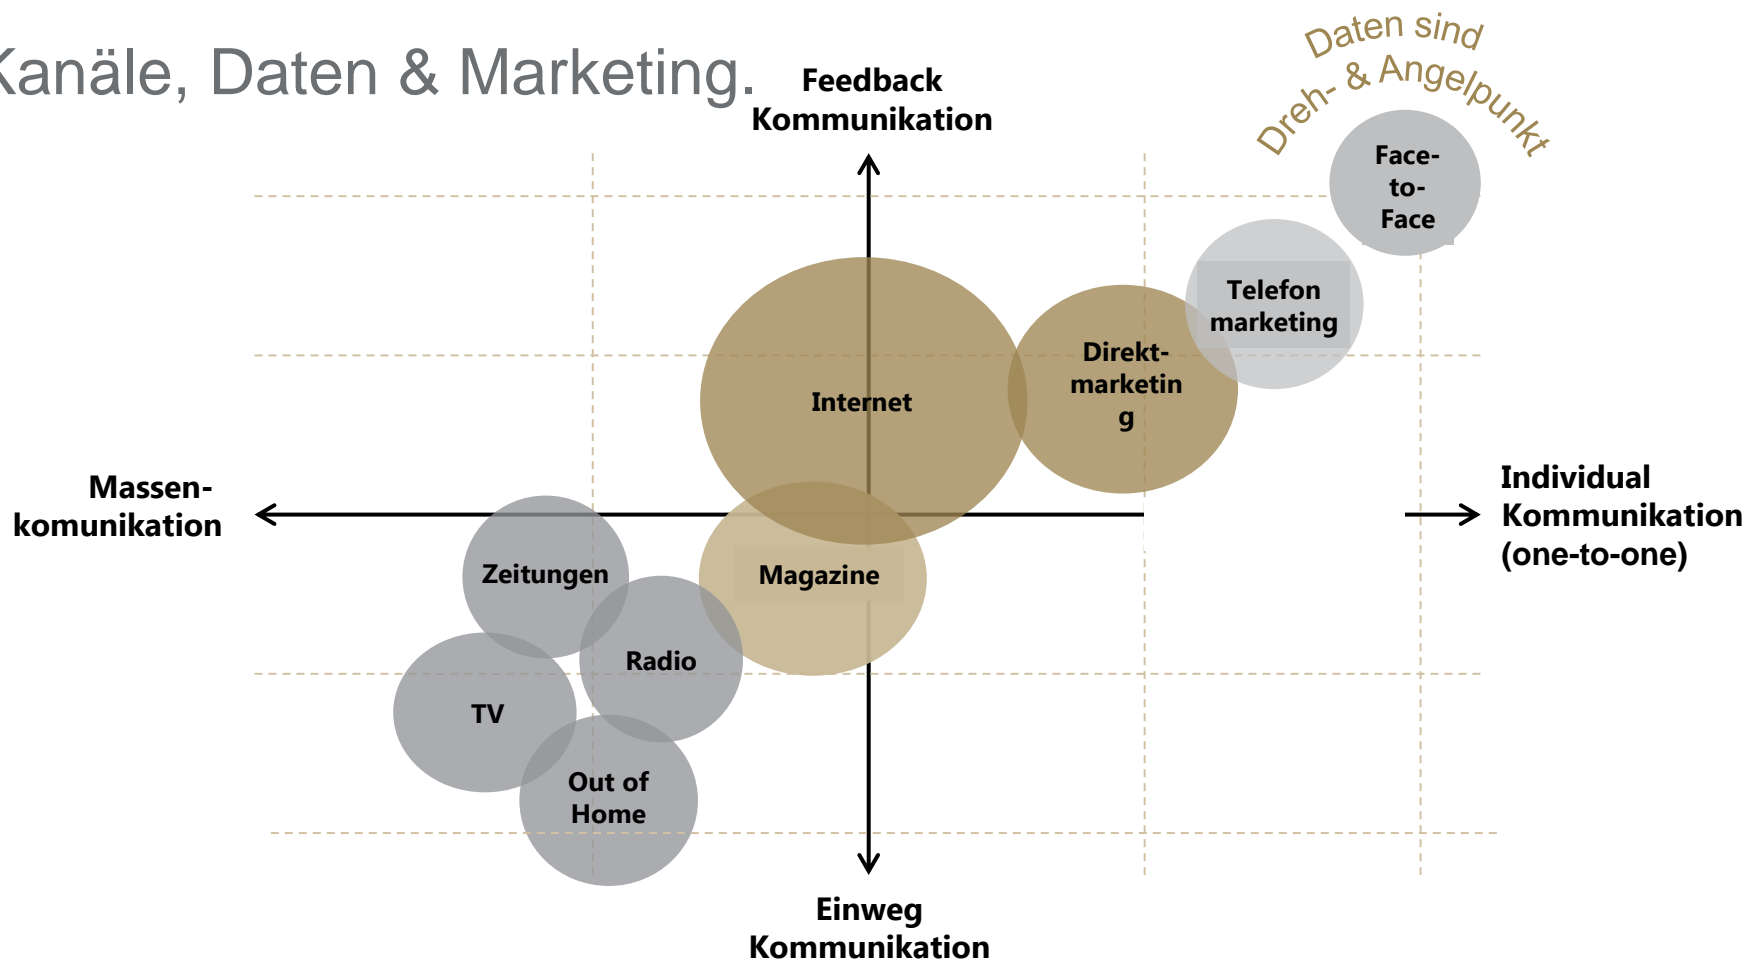 Kanäle, Daten & Marketing.
Daten sind
Dreh- & Angelpunkt
Feedback
Kommunikation
Face-
to-
Face
Telefon
marketing
Direkt-
marketin
g
Internet
Massen-
komunikation
Individual
Kommunikation
(one-to-one)
Zeitungen
Magazine
Radio
TV
Out of
Home
Einweg
Kommunikation